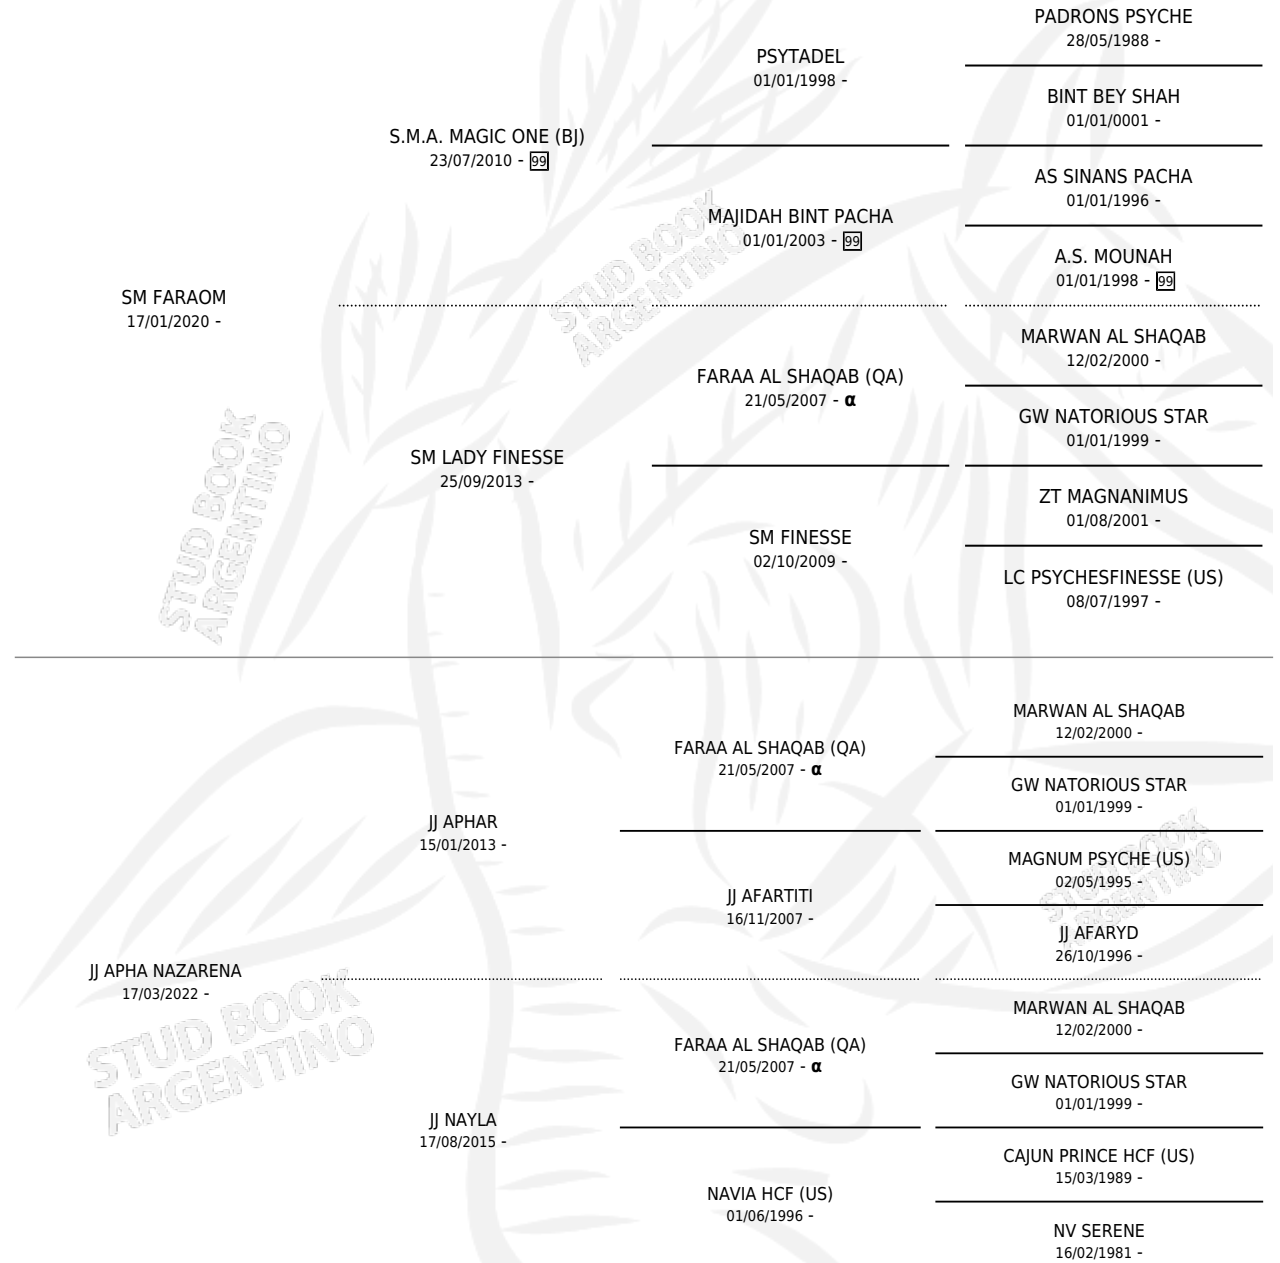 PADRONS PSYCHE
28/05/1988 -
PSYTADEL
01/01/1998 -
BINT BEY SHAH
01/01/0001 -
S.M.A. MAGIC ONE (BJ)
23/07/2010 - 99
AS SINANS PACHA
01/01/1996 -
MAJIDAH BINT PACHA
01/01/2003 - 99
A.S. MOUNAH
01/01/1998 - 99
STUD BOOK
ARGENTINO
SM FARAOM
17/01/2020 -
MARWAN AL SHAQAB
12/02/2000 -
FARAA AL SHAQAB (QA)
21/05/2007 - α
GW NATORIOUS STAR
01/01/1999 -
SM LADY FINESSE
25/09/2013 -
ZT MAGNANIMUS
01/08/2001 -
SM FINESSE
02/10/2009 -
LC PSYCHESFINESSE (US)
08/07/1997 -
STUD BOOK
ARGENTINO
MARWAN AL SHAQAB
12/02/2000 -
FARAA AL SHAQAB (QA)
21/05/2007 - α
GW NATORIOUS STAR
01/01/1999 -
JJ APHAR
15/01/2013 -
MAGNUM PSYCHE (US)
02/05/1995 -
JJ AFARTITI
16/11/2007 -
JJ AFARYD
26/10/1996 -
STUD BOOK
ARGENTINO
JJ APHA NAZARENA
17/03/2022 -
MARWAN AL SHAQAB
12/02/2000 -
FARAA AL SHAQAB (QA)
21/05/2007 - α
GW NATORIOUS STAR
01/01/1999 -
STUD BOOK
ARGENTINO
JJ NAYLA
17/08/2015 -
CAJUN PRINCE HCF (US)
15/03/1989 -
NAVIA HCF (US)
01/06/1996 -
NV SERENE
16/02/1981 -